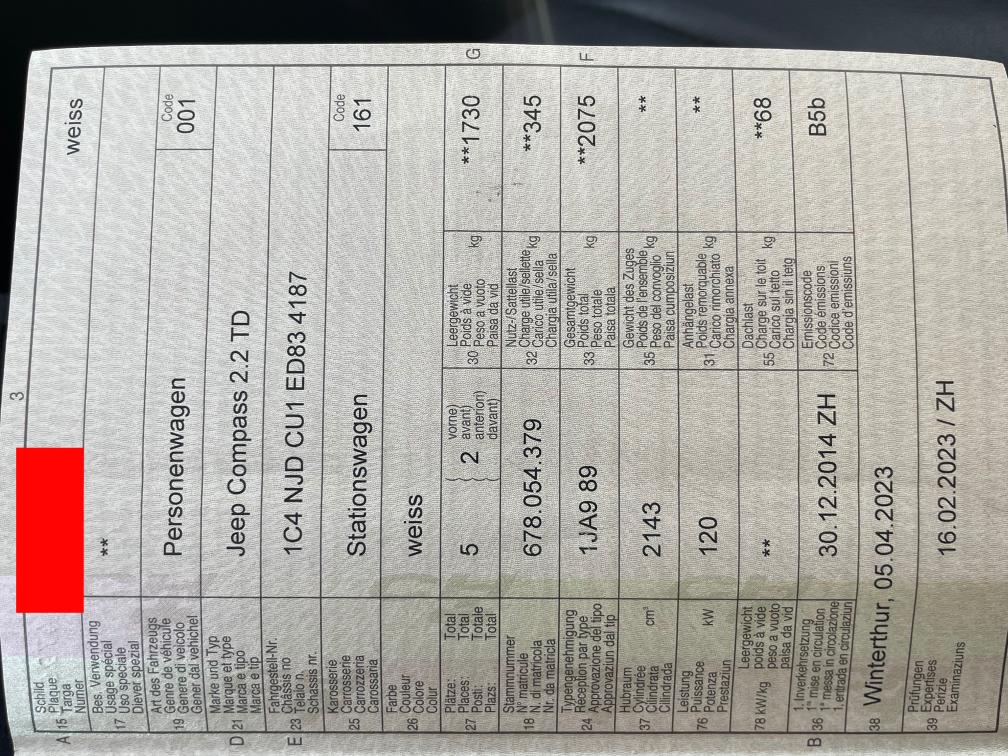 3
A 15 Schild Plaque Targa Numer weiss
17 Bes. Verwendung Usage spécial Uso speciale Diever spezial **
19 Art des Fahrzeugs Genre de véhicule Genere di veicolo Gener dal vehichel Personenwagen Code 001
D 21 Marke und Typ Marque et type Marca e tipo Marca e tip Jeep Compass 2.2 TD
E 23 Fahrgestell-Nr. Châssis no Telaio n. Schassis nr. 1C4 NJD CU1 ED83 4187
25 Karosserie Carrosserie Carrozzeria Carossaria Stationswagen Code 161
26 Farbe Couleur Colore Colur weiss
27 Plätze: Places: Posti: Plazs: Total Total Totale Total 5 2 vorne) avant) anteriori) davant) 30 Leergewicht Poids à vide Peso a vuoto Paisa da vid kg **1730 G
18 Stammnummer N° matricule N. di matricola Nr. da matricla 678.054.379 32 Nutz-/Sattellast Charge utile/sellette Carico utile/sella Chargia utila/sella kg **345
24 Typengenehmigung Réception par type Approvazione del tipo Approvaziun dal tip 1JA9 89 33 Gesamtgewicht Poids total Peso totale Paisa totala kg **2075 F
37 Hubraum Cylindrée Cilindrata Cilindrada cm³ 2143 35 Gewicht des Zuges Poids de l'ensemble Peso del convoglio Paisa cumposiziun kg **
76 Leistung Puissance Potenza Prestaziun kW 120 31 Anhängelast Poids remorquable Carico rimorchiato Chargia annexa kg **
78 kW/kg Leergewicht poids à vide peso a vuoto paisa da vid ** 55 Dachlast Charge sur le toit Carico sul tetto Chargia sin il tetg kg **68
B 36 1. Inverkehrsetzung 1re mise en circulation 1a messa in circolazione 1. entrada en circulaziun 30.12.2014 ZH 72 Emissionscode Code émissions Codice emissioni Code d'emissiuns B5b
38 Winterthur, 05.04.2023
39 Prüfungen Expertises Perizie Examinaziuns 16.02.2023 / ZH